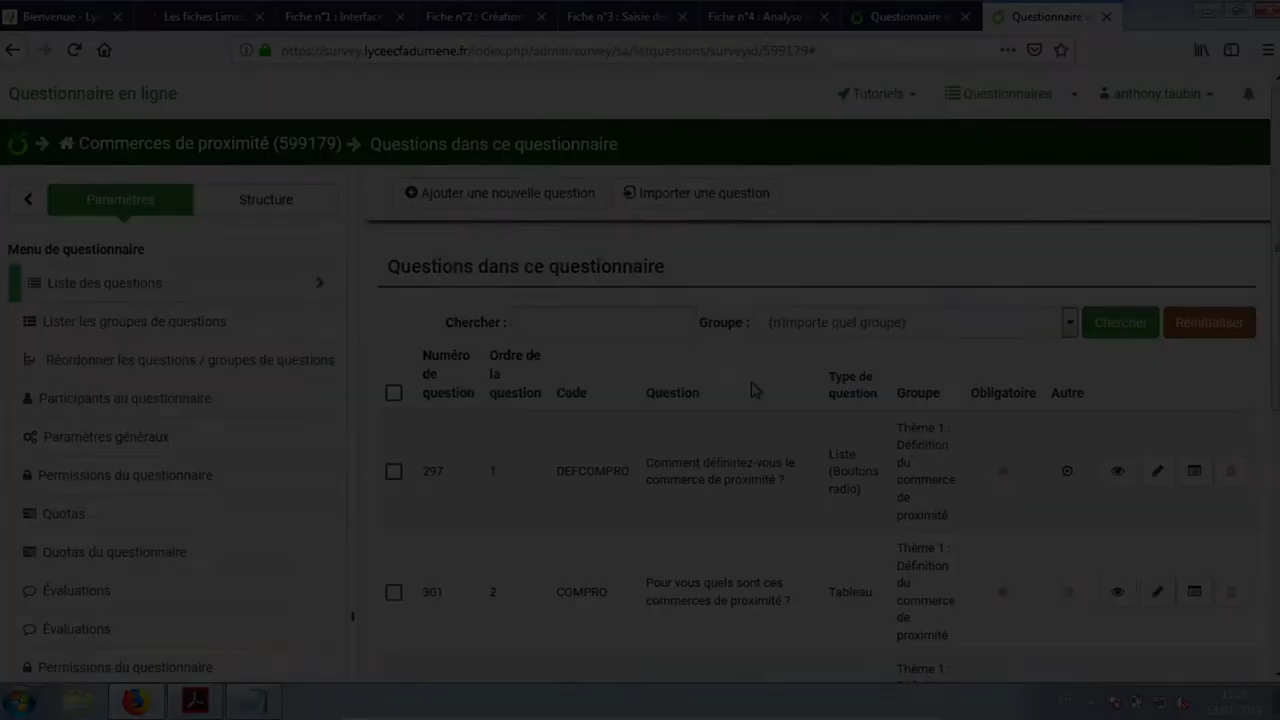 Bienvenue - Ly
Les fiches Lime
Fiche n°1 : Interfac
Fiche n°2 : Création
Fiche n°3 : Saisie de
Fiche n°4 : Analyse
Questionnaire
Questionnaire
https://survey.lyceecfadumene.fr/index.php/admin/survey/sa/listquestions/surveyid/599179#
Questionnaire en ligne
Tutoriels
Questionnaires
anthony.taubin
Commerces de proximité (599179)
Questions dans ce questionnaire
Paramètres
Structure
Ajouter une nouvelle question
Importer une question
Menu de questionnaire
Liste des questions
Lister les groupes de questions
Réordonner les questions / groupes de questions
Participants au questionnaire
Paramètres généraux
Permissions du questionnaire
Quotas
Quotas du questionnaire
Évaluations
Évaluations
Permissions du questionnaire
Questions dans ce questionnaire
Chercher :
Groupe :
(n'importe quel groupe)
Chercher
Réinitialiser
Numéro de question
Ordre de la question
Code
Question
Type de question
Groupe
Obligatoire
Autre
297
1
DEFCOMPRO
Comment définiriez-vous le
commerce de proximité ?
Liste
(Boutons
radio)
Thème 1 :
Définition
du
commerce
de
proximité
301
2
COMPRO
Pour vous quels sont ces
commerces de proximité ?
Tableau
Thème 1 :
Définition
du
commerce
de
proximité
Thème 1 :